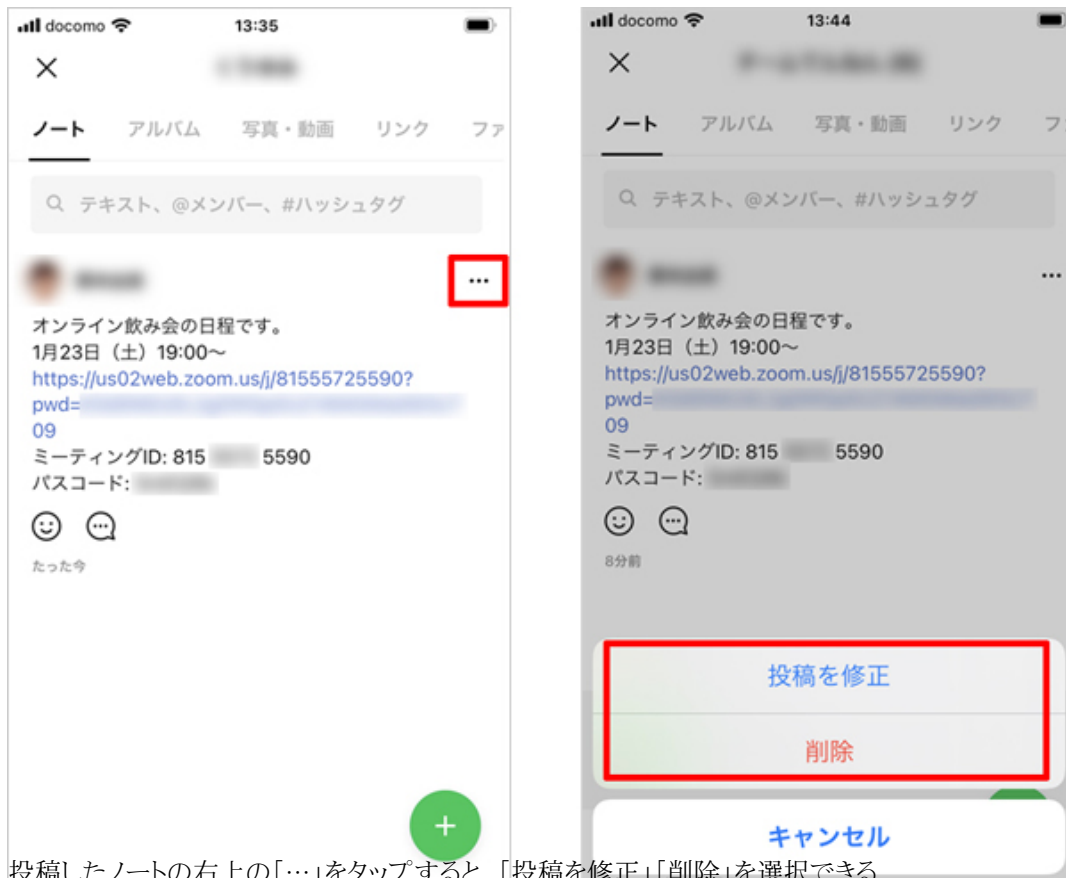 docomo 13:35
ノート アルバム 写真・動画 リンク ファ
テキスト、@メンバー、#ハッシュタグ
…
オンライン飲み会の日程です。
1月23日（土）19:00～
https://us02web.zoom.us/j/81555725590?
pwd=
09
ミーティングID: 815 5590
パスコード:
たった今
+
docomo 13:44
ノート アルバム 写真・動画 リンク フ
テキスト、@メンバー、#ハッシュタグ
…
オンライン飲み会の日程です。
1月23日（土）19:00～
https://us02web.zoom.us/j/81555725590?
pwd=
09
ミーティングID: 815 5590
パスコード:
8分前
投稿を修正
削除
キャンセル
投稿したノートの右上の「…」をタップすると、「投稿を修正」「削除」を選択できる